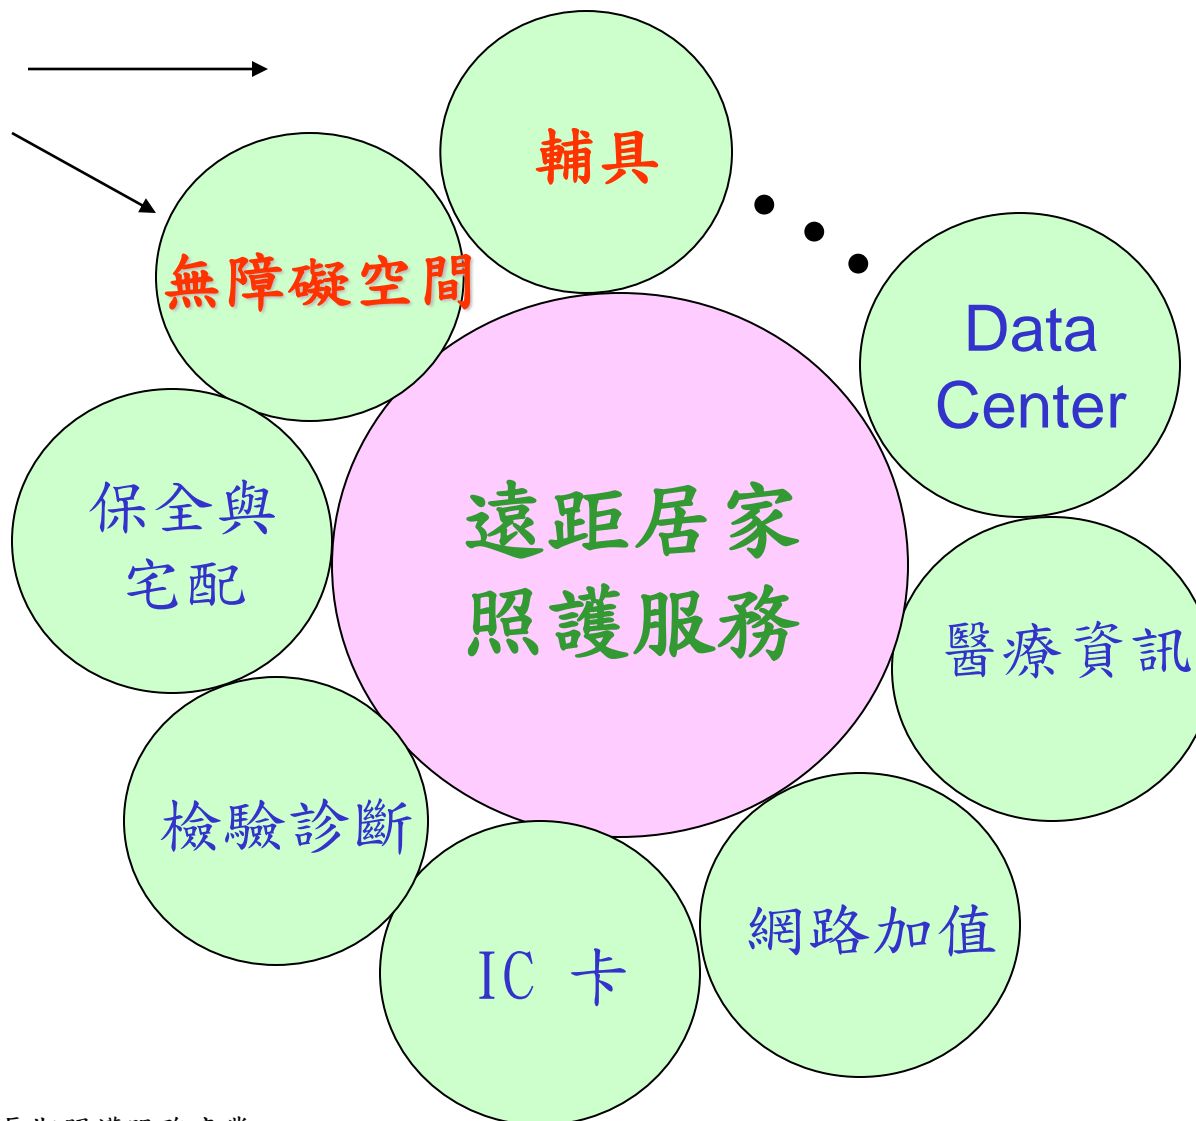 輔具
無障礙空間
Data
Center
保全與
宅配
遠距居家
照護服務
醫療資訊
檢驗診斷
網路加值
IC 卡